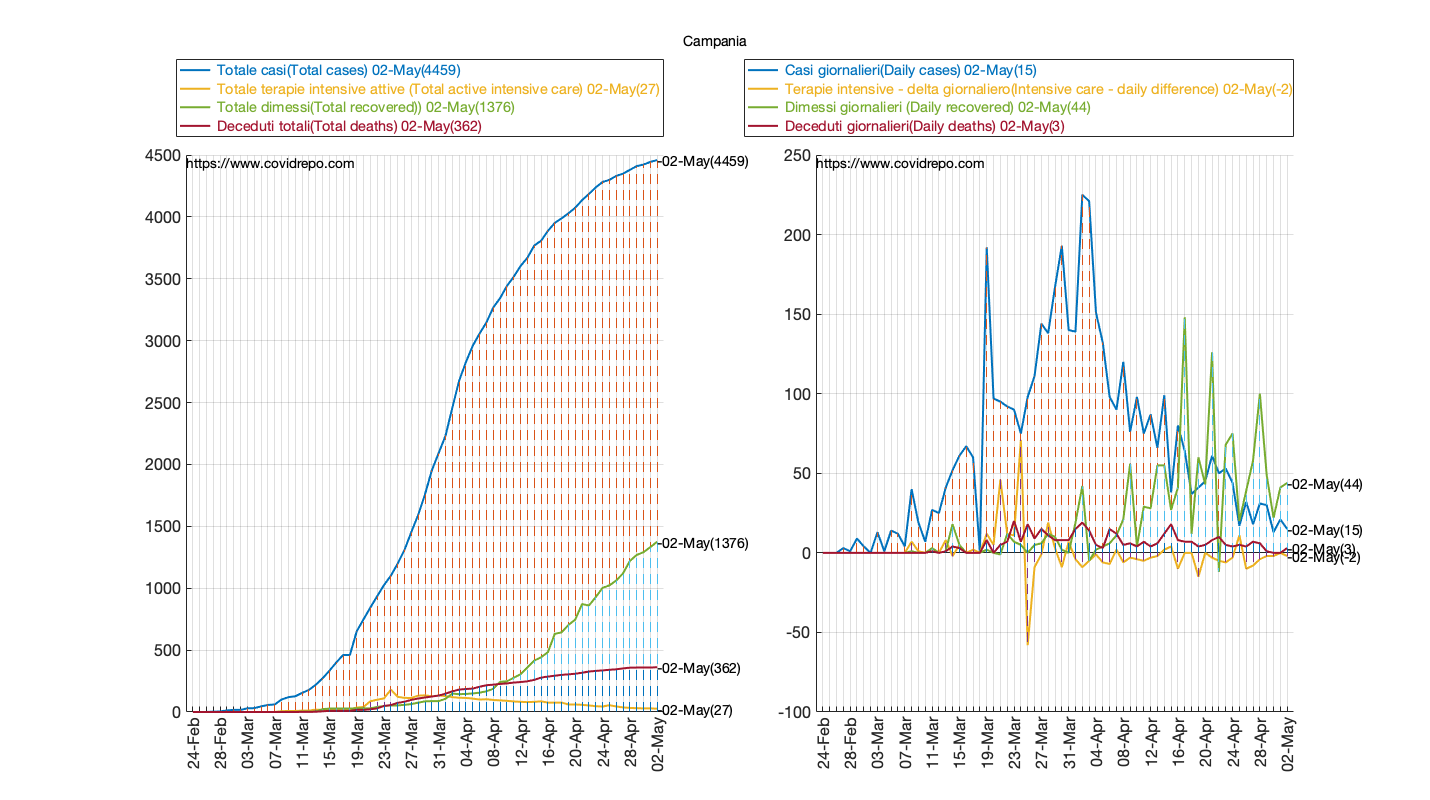 Campania
Totale casi(Total cases) 02-May(4459)
Totale terapie intensive attive (Total active intensive care) 02-May(27)
Totale dimessi(Total recovered)) 02-May(1376)
Deceduti totali(Total deaths) 02-May(362)
https://www.covidrepo.com
4500
4000
3500
3000
2500
2000
1500
1000
500
0
02-May(4459)
02-May(1376)
02-May(362)
02-May(27)
24-Feb
28-Feb
03-Mar
07-Mar
11-Mar
15-Mar
19-Mar
23-Mar
27-Mar
31-Mar
04-Apr
08-Apr
12-Apr
16-Apr
20-Apr
24-Apr
28-Apr
02-May
Casi giornalieri(Daily cases) 02-May(15)
Terapie intensive - delta giornaliero(Intensive care - daily difference) 02-May(-2)
Dimessi giornalieri (Daily recovered) 02-May(44)
Deceduti giornalieri(Daily deaths) 02-May(3)
https://www.covidrepo.com
250
200
150
100
50
0
-50
-100
02-May(44)
02-May(15)
02-May(3)
02-May(-2)
24-Feb
28-Feb
03-Mar
07-Mar
11-Mar
15-Mar
19-Mar
23-Mar
27-Mar
31-Mar
04-Apr
08-Apr
12-Apr
16-Apr
20-Apr
24-Apr
28-Apr
02-May